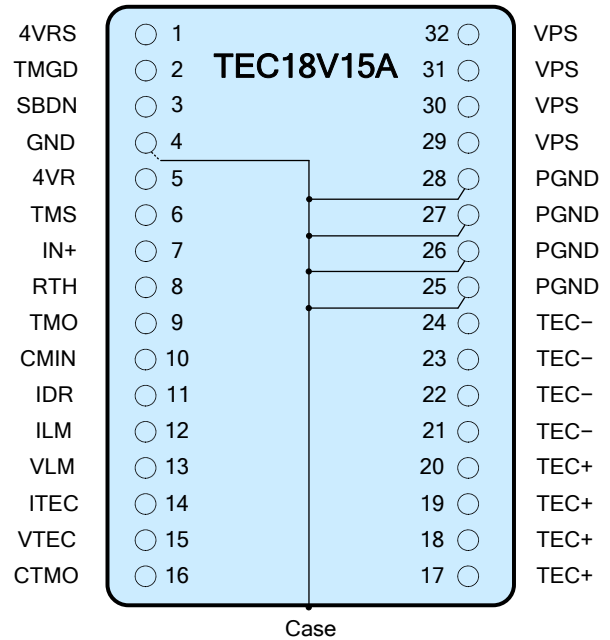 4VRS 1 32 VPS
TEC18V15A
TMGD 2 31 VPS
SBDN 3 30 VPS
GND 4 29 VPS
4VR 5 28 PGND
TMS 6 27 PGND
IN+ 7 26 PGND
RTH 8 25 PGND
TMO 9 24 TEC−
CMIN 10 23 TEC−
IDR 11 22 TEC−
ILM 12 21 TEC−
VLM 13 20 TEC+
ITEC 14 19 TEC+
VTEC 15 18 TEC+
CTMO 16 17 TEC+
Case